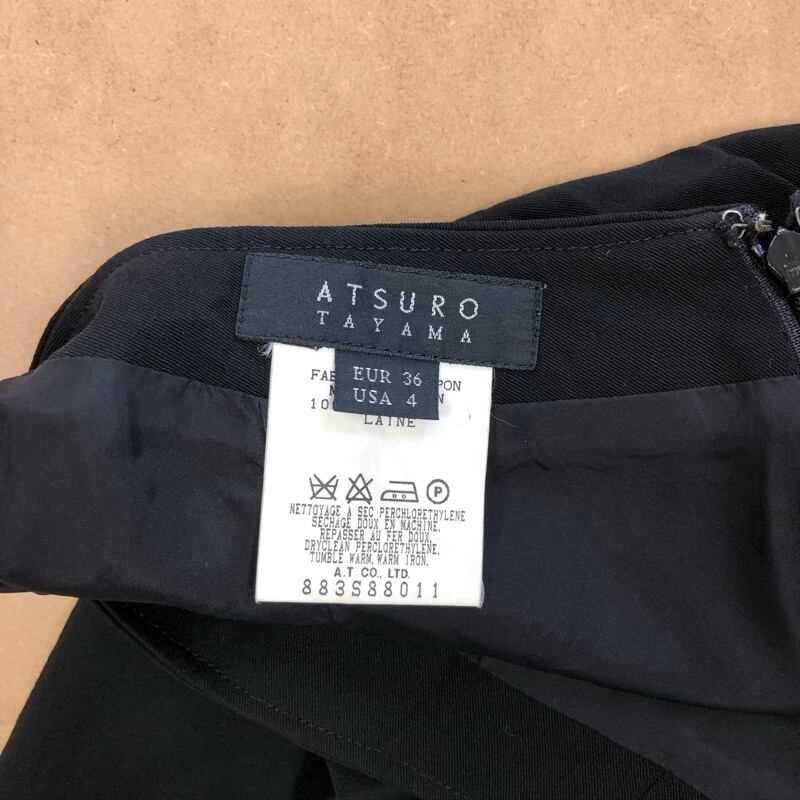 ATSURO
TAYAMA
EUR 36
USA 4
LAINE
P
NETTOYAGE A SEC PERCHLORETHYLENE
SECHAGE DOUX EN MACHINE.
REPASSER AU FER DOUX.
DRYCLEAN PERCLORETHYLENE.
TUMBLE WARM.WARM IRON.
A.T CO., LTD.
883S88011